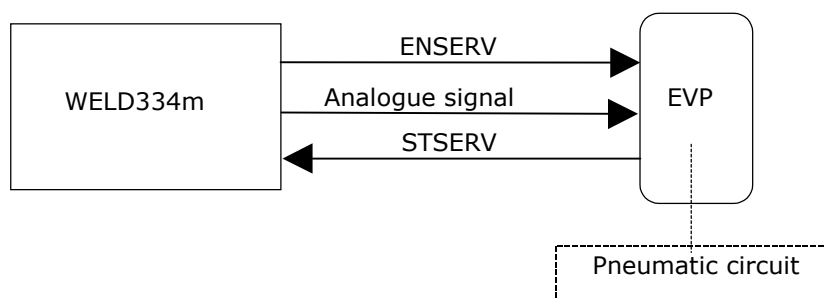 ENSERV
WELD334m
Analogue signal
EVP
STSERV
Pneumatic circuit